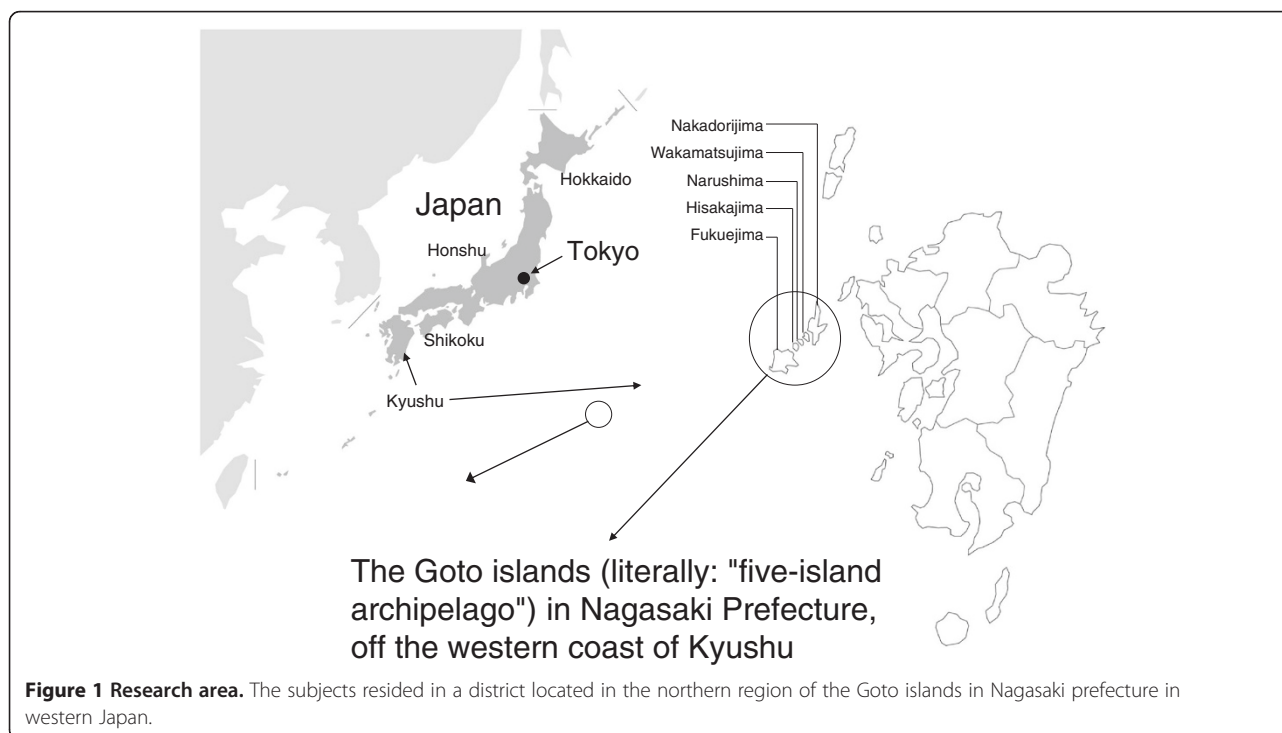 Nakadorijima
Wakamatsujima
Narushima
Hisakajima
Fukuejima
Hokkaido
Japan
Honshu
Tokyo
Shikoku
Kyushu
The Goto islands (literally: "five-island
archipelago") in Nagasaki Prefecture,
off the western coast of Kyushu
Figure 1 Research area. The subjects resided in a district located in the northern region of the Goto islands in Nagasaki prefecture in
western Japan.